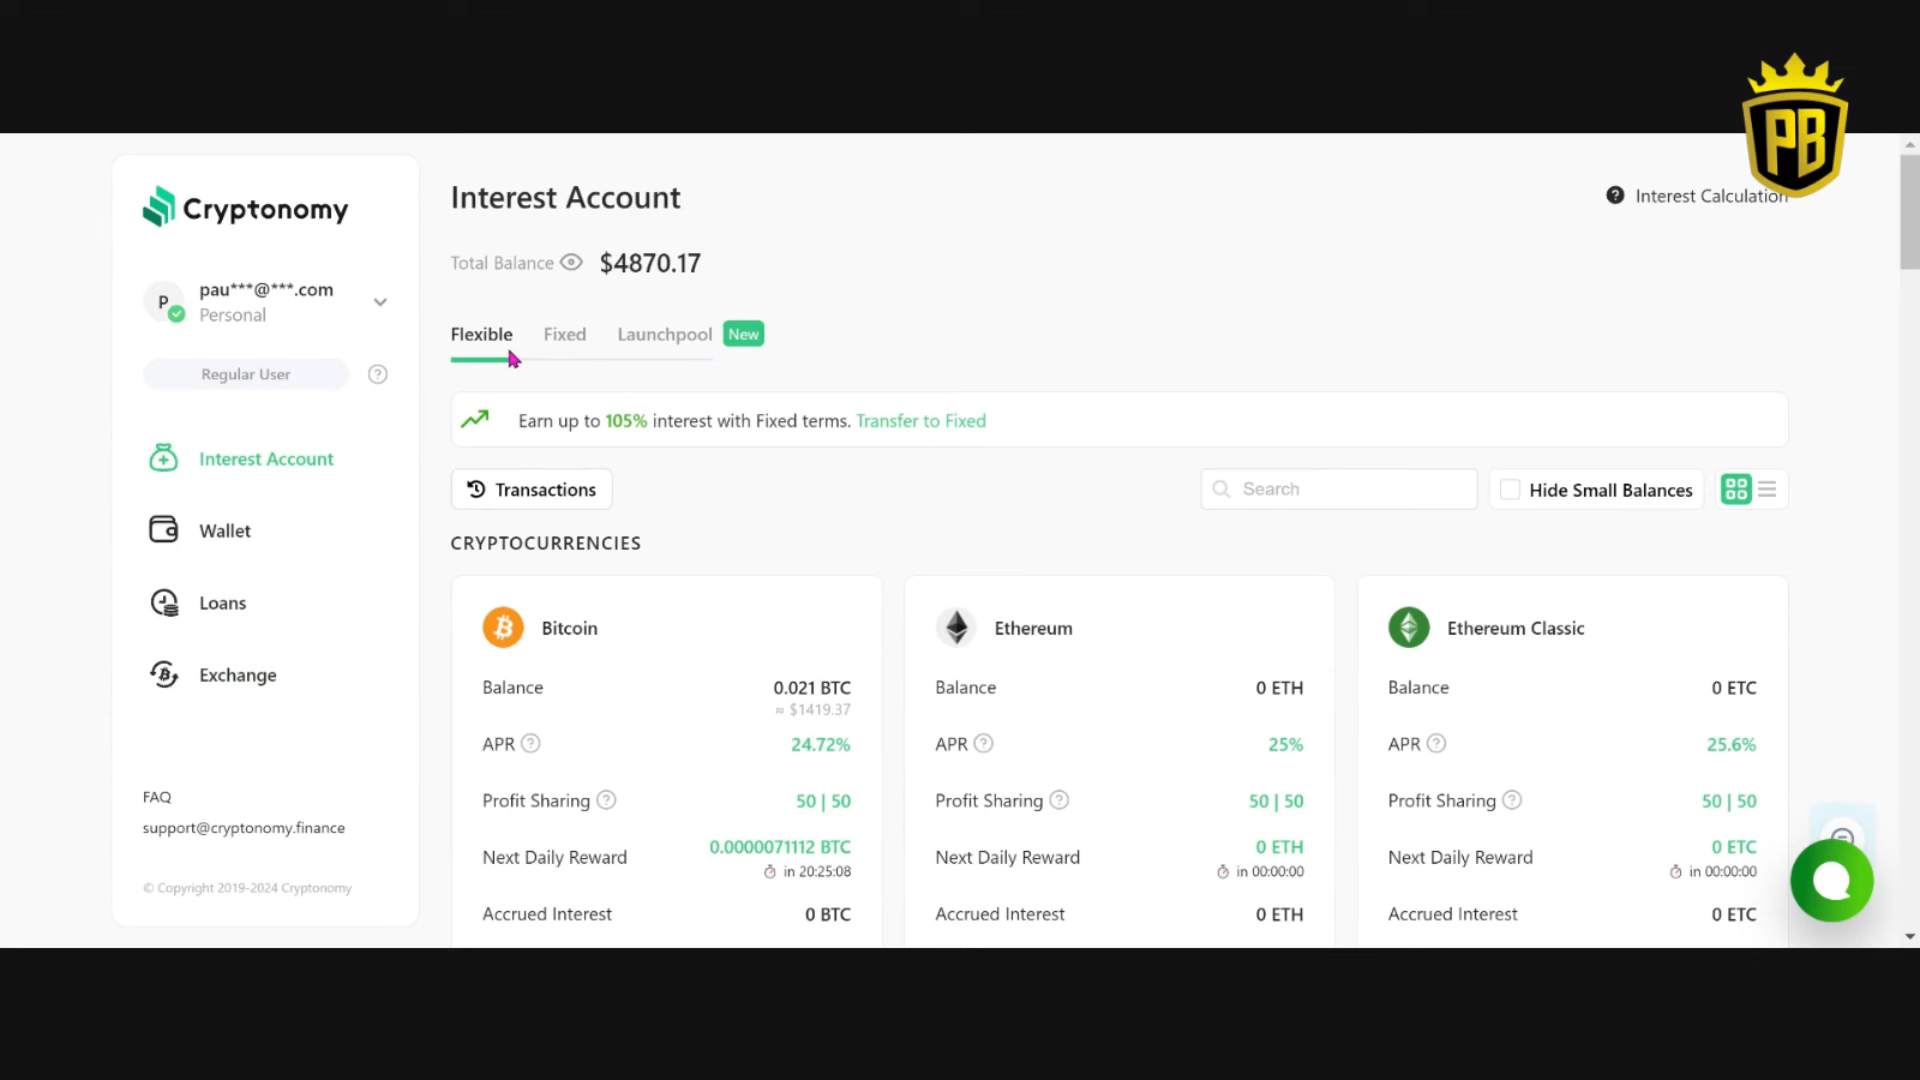 PB
Cryptonomy
P
pau***@***.com
Personal
Regular User
Interest Account
Wallet
Loans
Exchange
FAQ
support@cryptonomy.finance
© Copyright 2019-2024 Cryptonomy
Interest Account
Interest Calculation
Total Balance $4870.17
Flexible Fixed Launchpool New
Earn up to 105% interest with Fixed terms. Transfer to Fixed
Transactions
Search
Hide Small Balances
CRYPTOCURRENCIES
Bitcoin
Balance 0.021 BTC
≈ $1419.37
APR 24.72%
Profit Sharing 50 | 50
Next Daily Reward 0.0000071112 BTC
in 20:25:08
Accrued Interest 0 BTC
Ethereum
Balance 0 ETH
APR 25%
Profit Sharing 50 | 50
Next Daily Reward 0 ETH
in 00:00:00
Accrued Interest 0 ETH
Ethereum Classic
Balance 0 ETC
APR 25.6%
Profit Sharing 50 | 50
Next Daily Reward 0 ETC
in 00:00:00
Accrued Interest 0 ETC